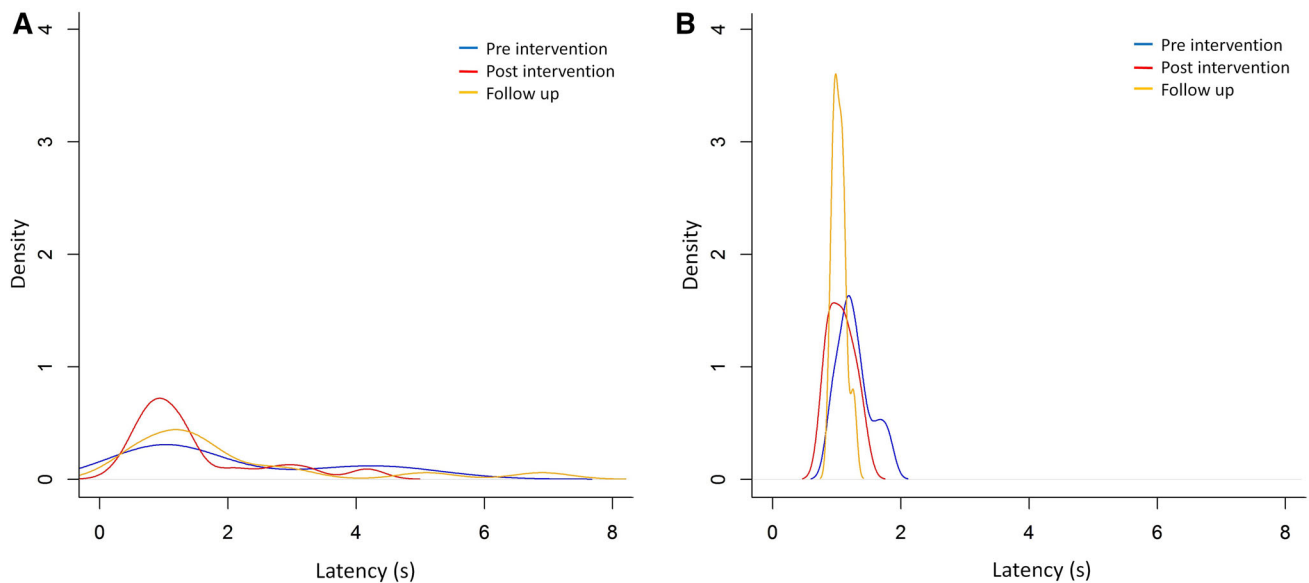 A
Density
0
1
2
3
4
Pre intervention
Post intervention
Follow up
0 2 4 6 8
Latency (s)
B
Density
0
1
2
3
4
Pre intervention
Post intervention
Follow up
0 2 4 6 8
Latency (s)